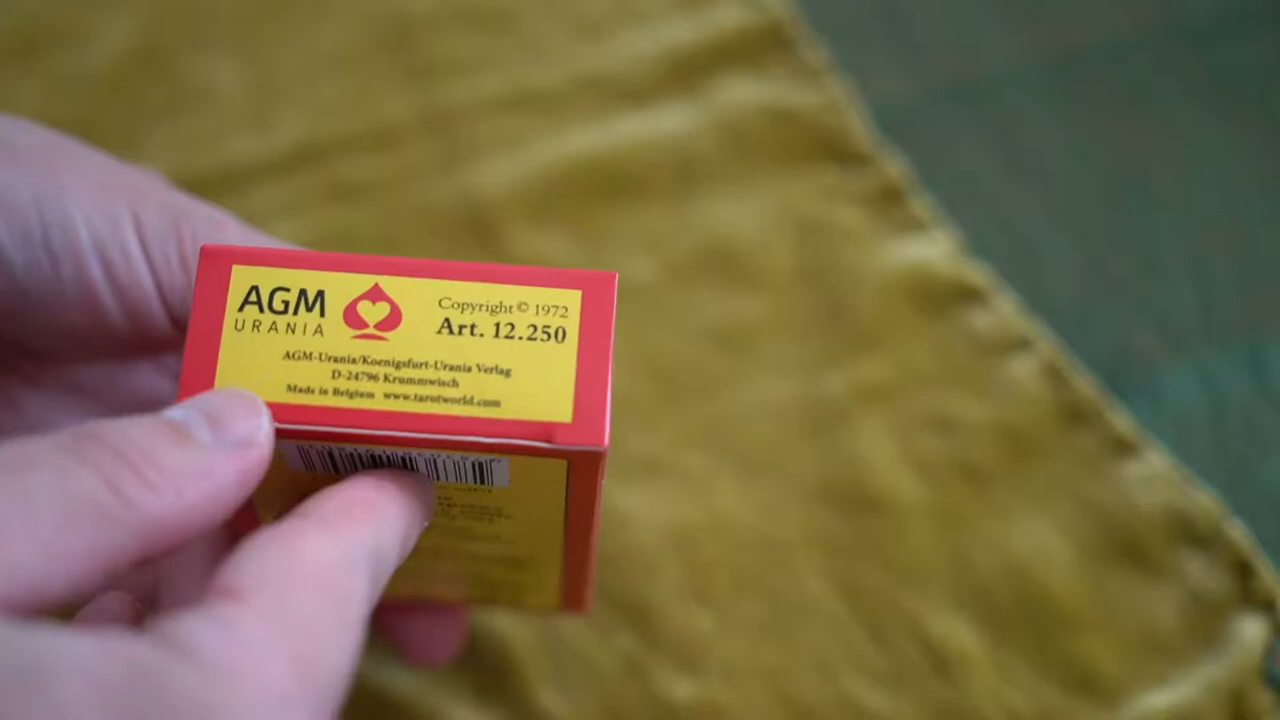 AGM
URANIA
Copyright © 1972
Art. 12.250
AGM-Urania/Koenigsfurt-Urania Verlag
D-24796 Krummwisch
Made in Belgium www.tarotworld.com